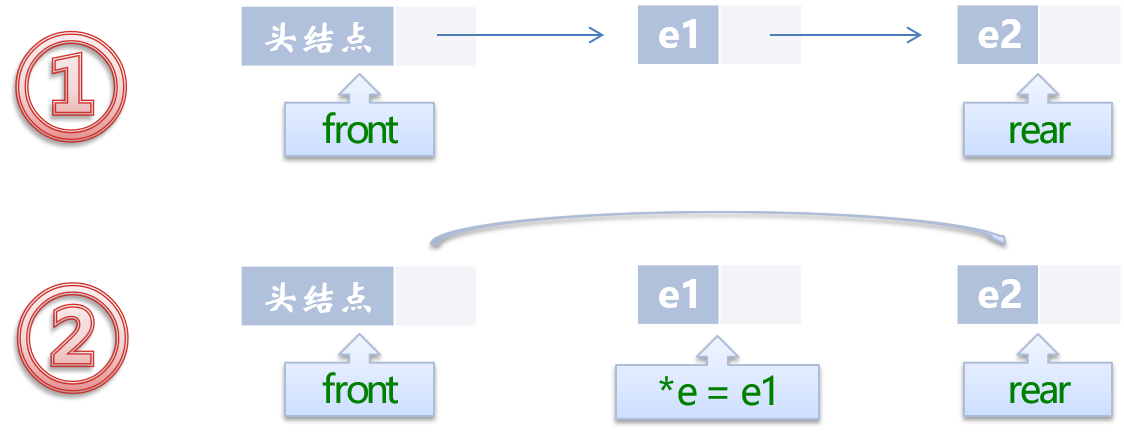 ① 头结点 e1 e2
front rear
② 头结点 e1 e2
front *e = e1 rear